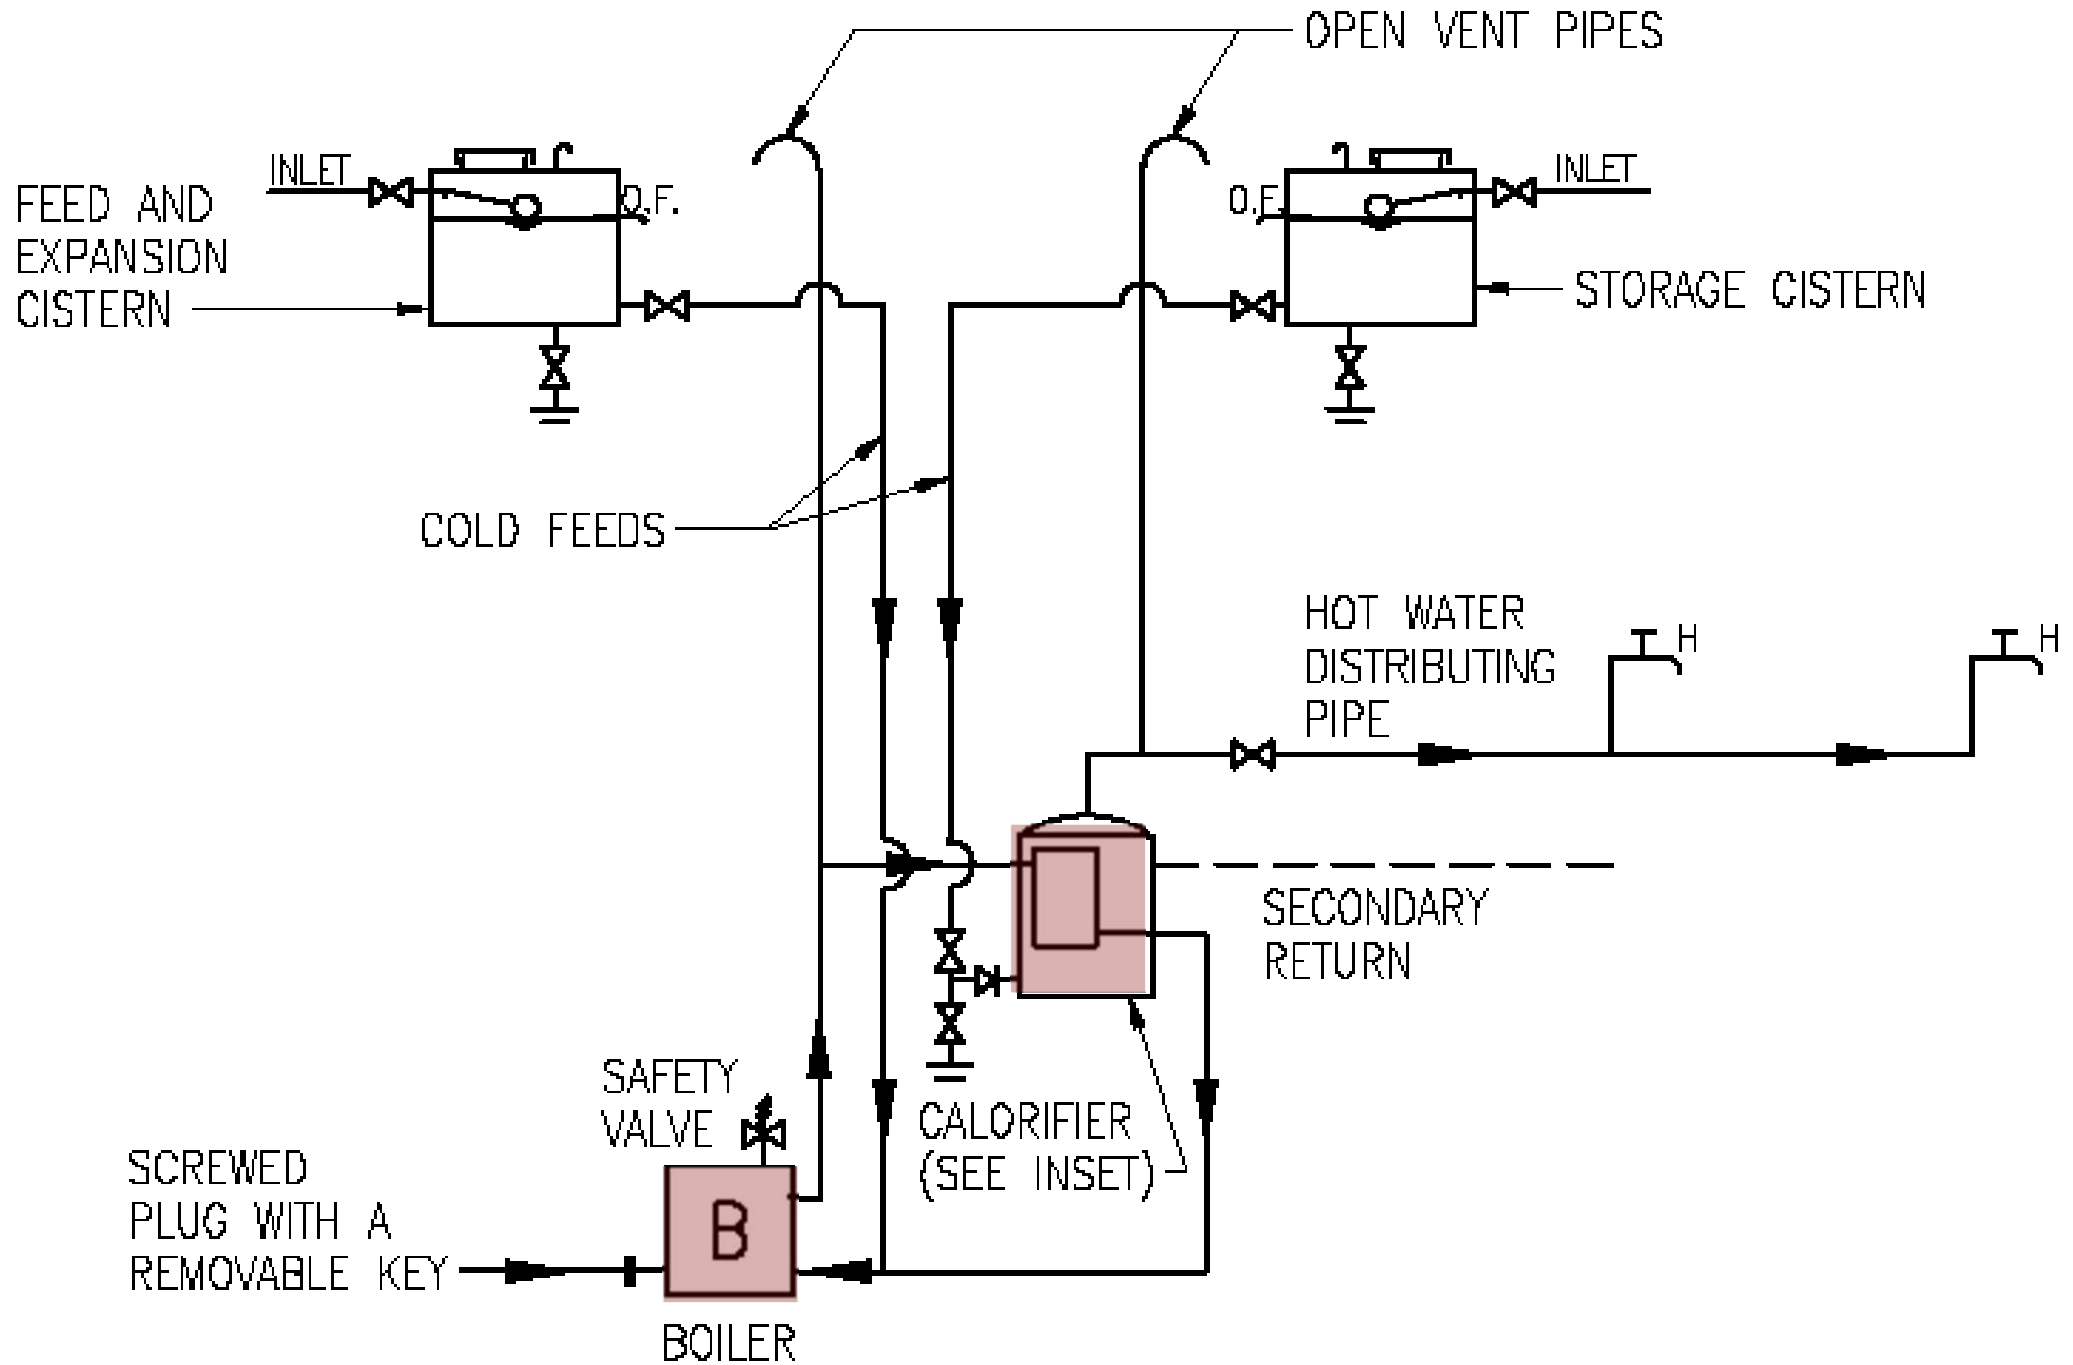 OPEN VENT PIPES
INLET
FEED AND
EXPANSION
CISTERN
O.F.
O.F.
INLET
STORAGE CISTERN
COLD FEEDS
HOT WATER
DISTRIBUTING
PIPE
H
H
SECONDARY
RETURN
SAFETY
VALVE
CALORIFIER
(SEE INSET)
SCREWED
PLUG WITH A
REMOVABLE KEY
B
BOILER